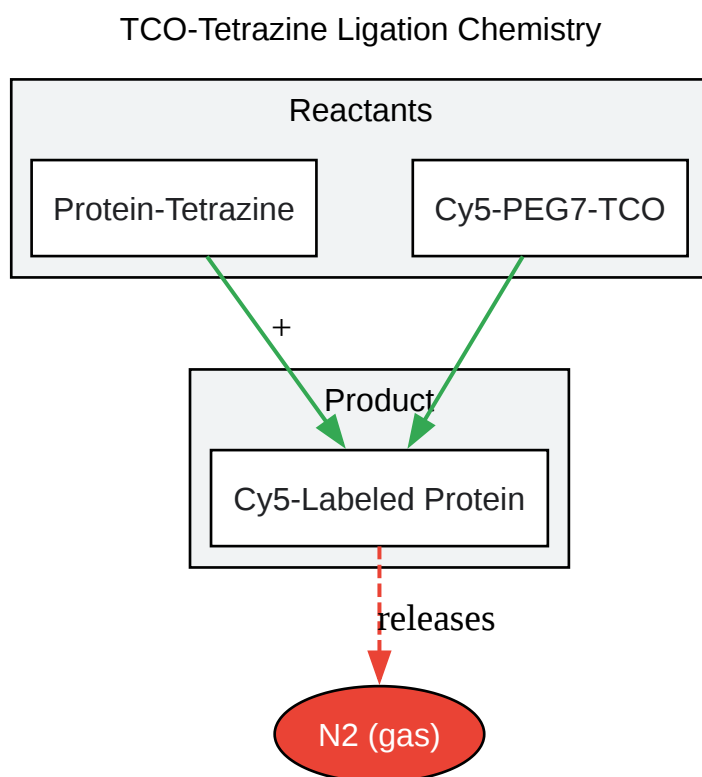 TCO-Tetrazine Ligation Chemistry
Reactants
Protein-Tetrazine
Cy5-PEG7-TCO
+
Product
Cy5-Labeled Protein
releases
N2 (gas)